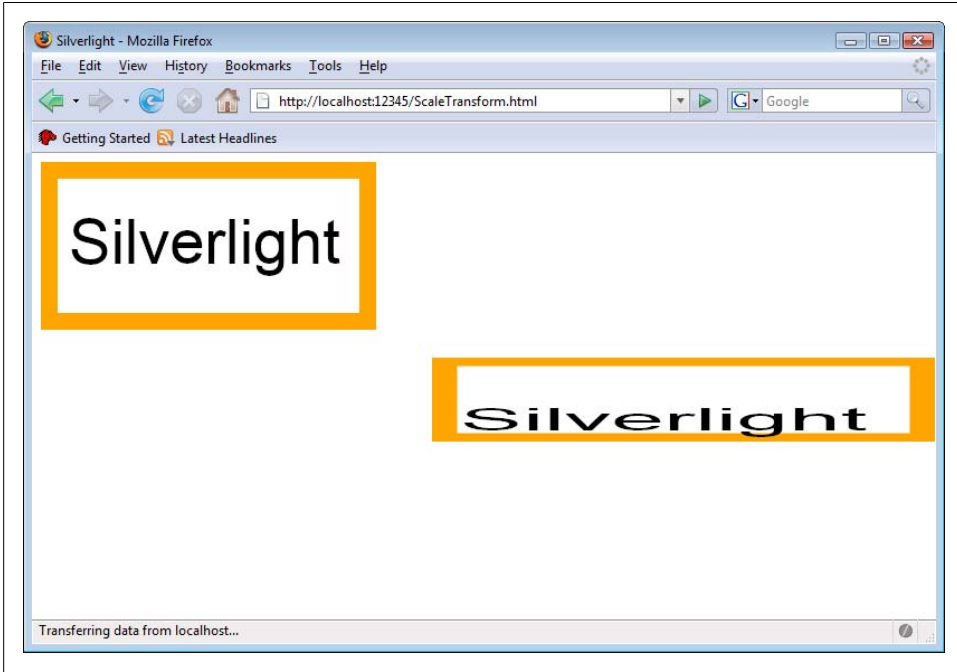 Silverlight - Mozilla Firefox
File Edit View History Bookmarks Tools Help
http://localhost:12345/ScaleTransform.html G Google
Getting Started Latest Headlines
Silverlight
Silverlight
Transferring data from localhost...